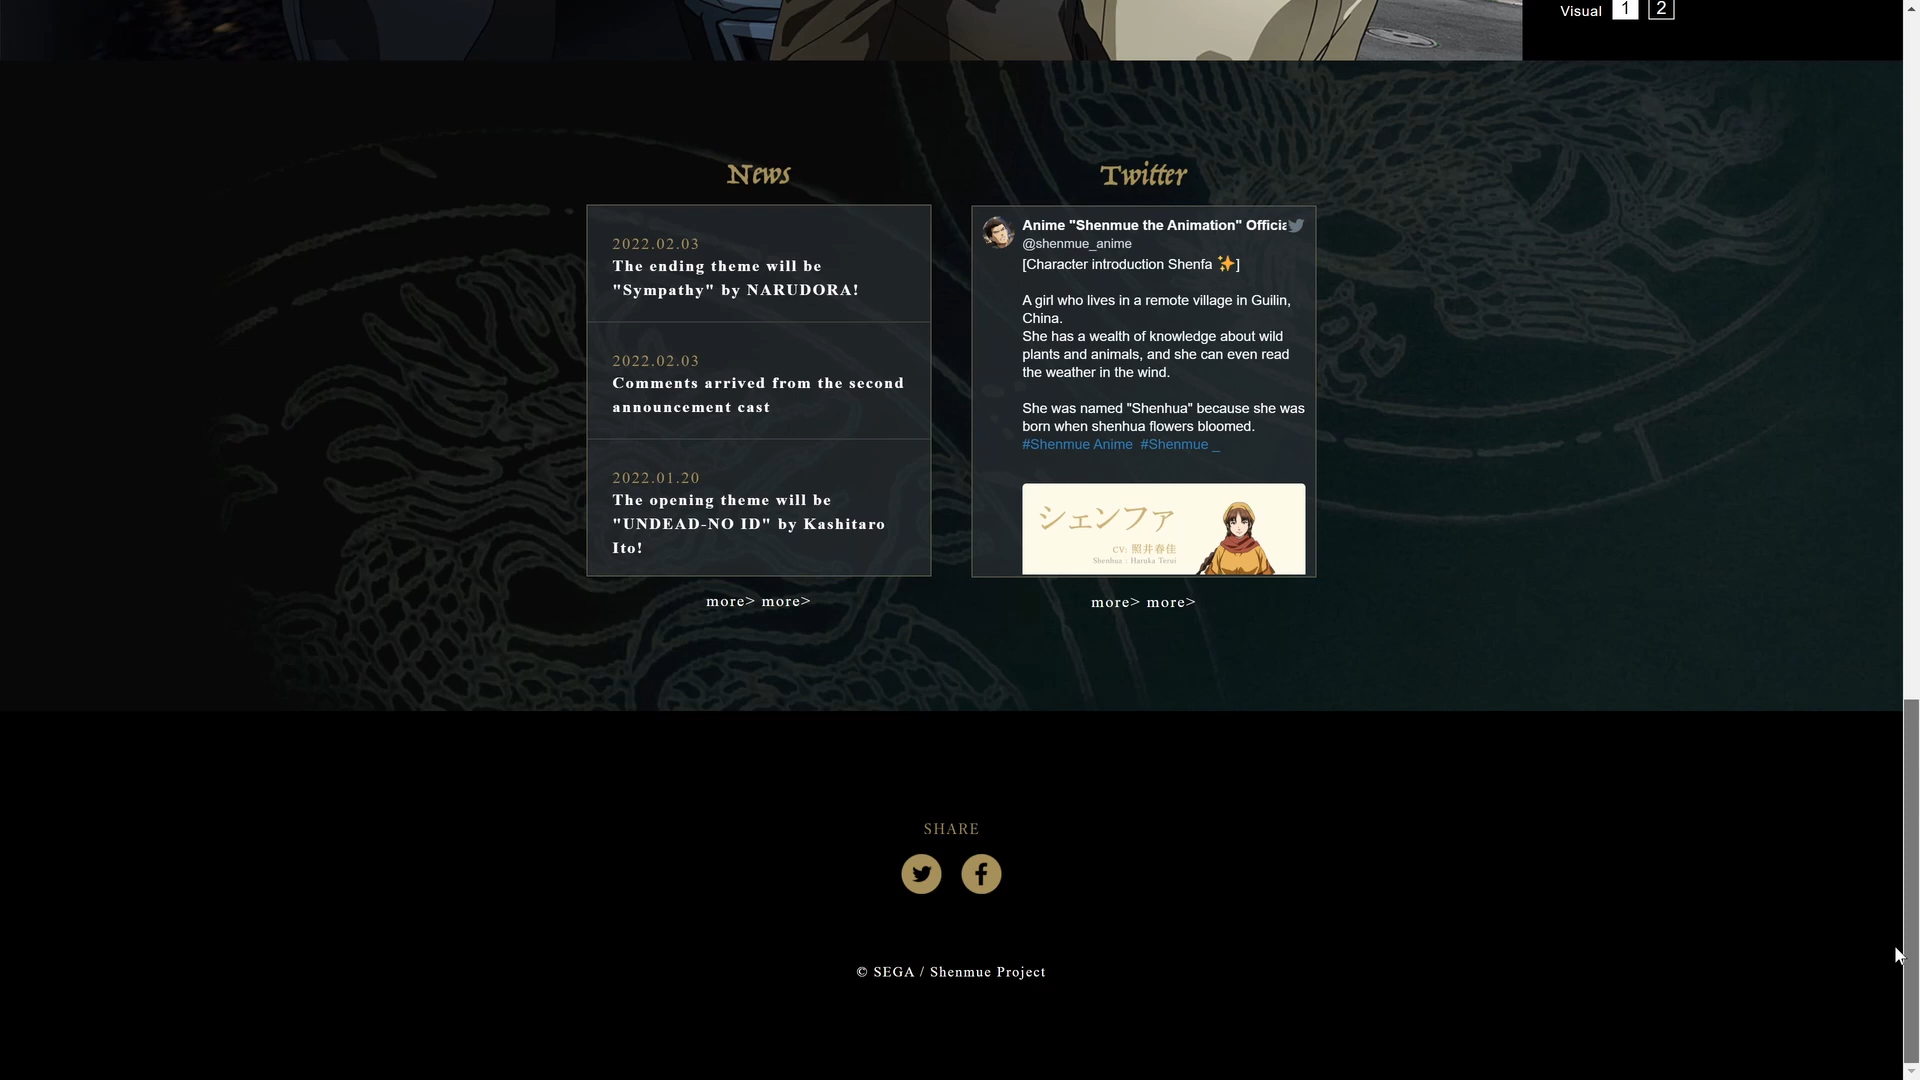 Visual 1 2
News
2022.02.03
The ending theme will be
"Sympathy" by NARUDORA!
2022.02.03
Comments arrived from the second
announcement cast
2022.01.20
The opening theme will be
"UNDEAD-NO ID" by Kashitaro
Ito!
more> more>
Twitter
Anime "Shenmue the Animation" Officia
@shenmue_anime
[Character introduction Shenfa ✨]
A girl who lives in a remote village in Guilin,
China.
She has a wealth of knowledge about wild
plants and animals, and she can even read
the weather in the wind.
She was named "Shenhua" because she was
born when shenhua flowers bloomed.
#Shenmue Anime #Shenmue _
シェンファ
CV: 照井春佳
Shenhua : Haruka Terui
more> more>
SHARE
© SEGA / Shenmue Project